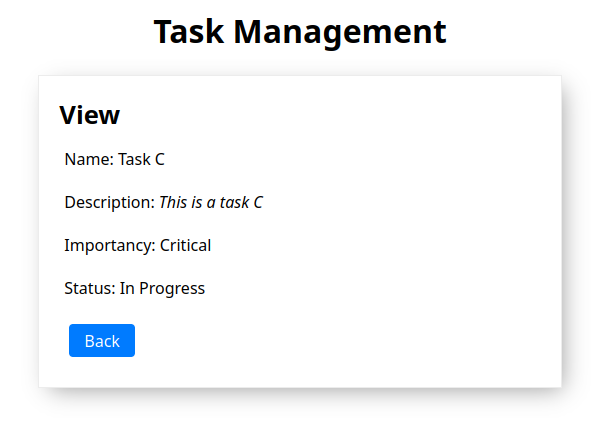 Task Management
View
Name: Task C
Description: This is a task C
Importancy: Critical
Status: In Progress
Back